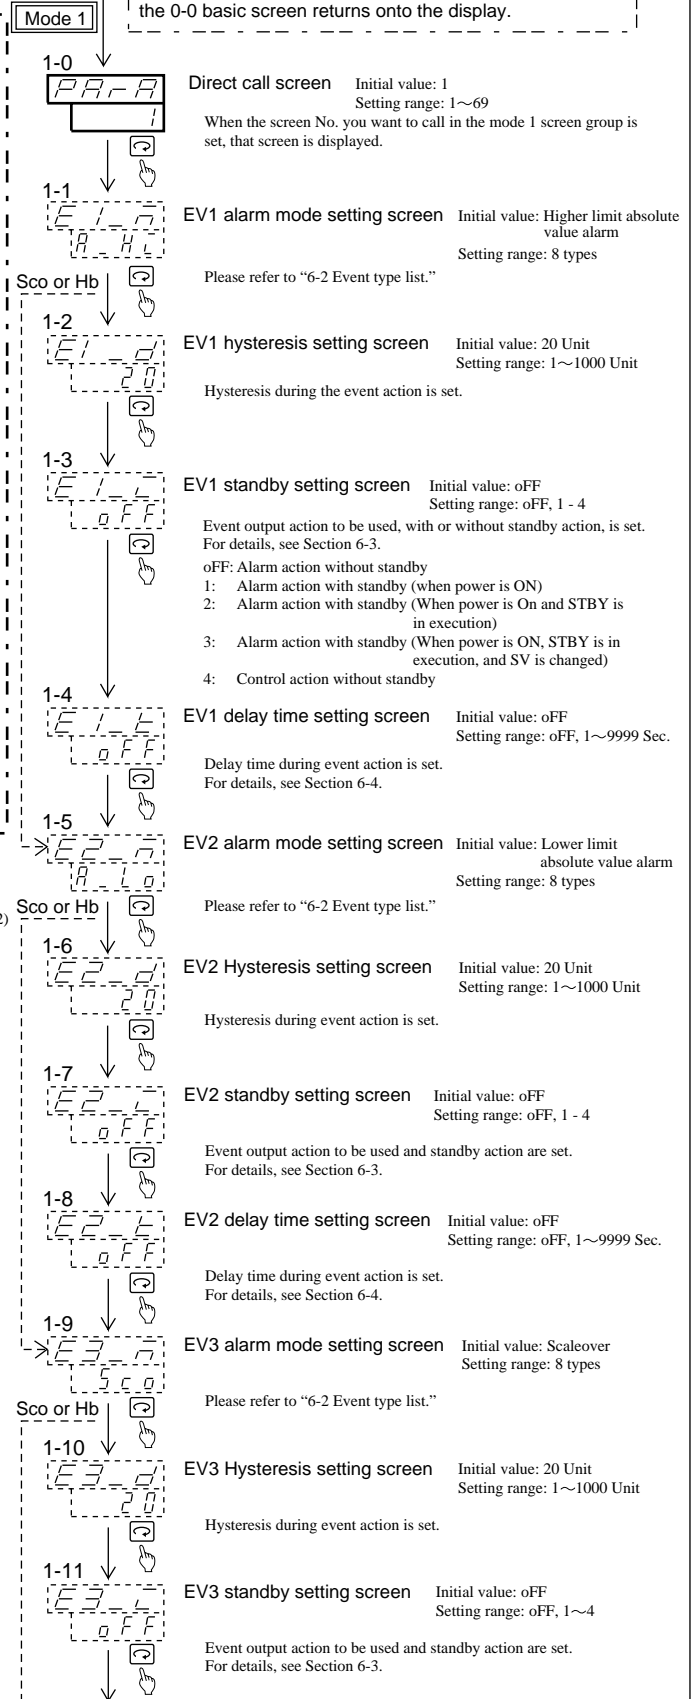 the 0-0 basic screen returns onto the display.
Mode 1
1-0
PArA
1
Direct call screen Initial value: 1
Setting range: 1～69
When the screen No. you want to call in the mode 1 screen group is
set, that screen is displayed.
1-1
E1_m
A_Hi
EV1 alarm mode setting screen Initial value: Higher limit absolute
value alarm
Setting range: 8 types
Please refer to “6-2 Event type list.”
Sco or Hb
1-2
E1_d
20
EV1 hysteresis setting screen Initial value: 20 Unit
Setting range: 1～1000 Unit
Hysteresis during the event action is set.
1-3
E1_i
oFF
EV1 standby setting screen Initial value: oFF
Setting range: oFF, 1 - 4
Event output action to be used, with or without standby action, is set.
For details, see Section 6-3.
oFF: Alarm action without standby
1: Alarm action with standby (when power is ON)
2: Alarm action with standby (When power is On and STBY is
in execution)
3: Alarm action with standby (When power is ON, STBY is in
execution, and SV is changed)
4: Control action without standby
1-4
E1_t
oFF
EV1 delay time setting screen Initial value: oFF
Setting range: oFF, 1～9999 Sec.
Delay time during event action is set.
For details, see Section 6-4.
1-5
E2_m
A_Lo
EV2 alarm mode setting screen Initial value: Lower limit
absolute value alarm
Setting range: 8 types
Please refer to “6-2 Event type list.”
2)
Sco or Hb
1-6
E2_d
20
EV2 Hysteresis setting screen Initial value: 20 Unit
Setting range: 1～1000 Unit
Hysteresis during event action is set.
1-7
E2_i
oFF
EV2 standby setting screen Initial value: oFF
Setting range: oFF, 1 - 4
Event output action to be used and standby action are set.
For details, see Section 6-3.
1-8
E2_t
oFF
EV2 delay time setting screen Initial value: oFF
Setting range: oFF, 1～9999 Sec.
Delay time during event action is set.
For details, see Section 6-4.
1-9
E3_m
Sco
EV3 alarm mode setting screen Initial value: Scaleover
Setting range: 8 types
Please refer to “6-2 Event type list.”
Sco or Hb
1-10
E3_d
20
EV3 Hysteresis setting screen Initial value: 20 Unit
Setting range: 1～1000 Unit
Hysteresis during event action is set.
1-11
E3_i
oFF
EV3 standby setting screen Initial value: oFF
Setting range: oFF, 1～4
Event output action to be used and standby action are set.
For details, see Section 6-3.